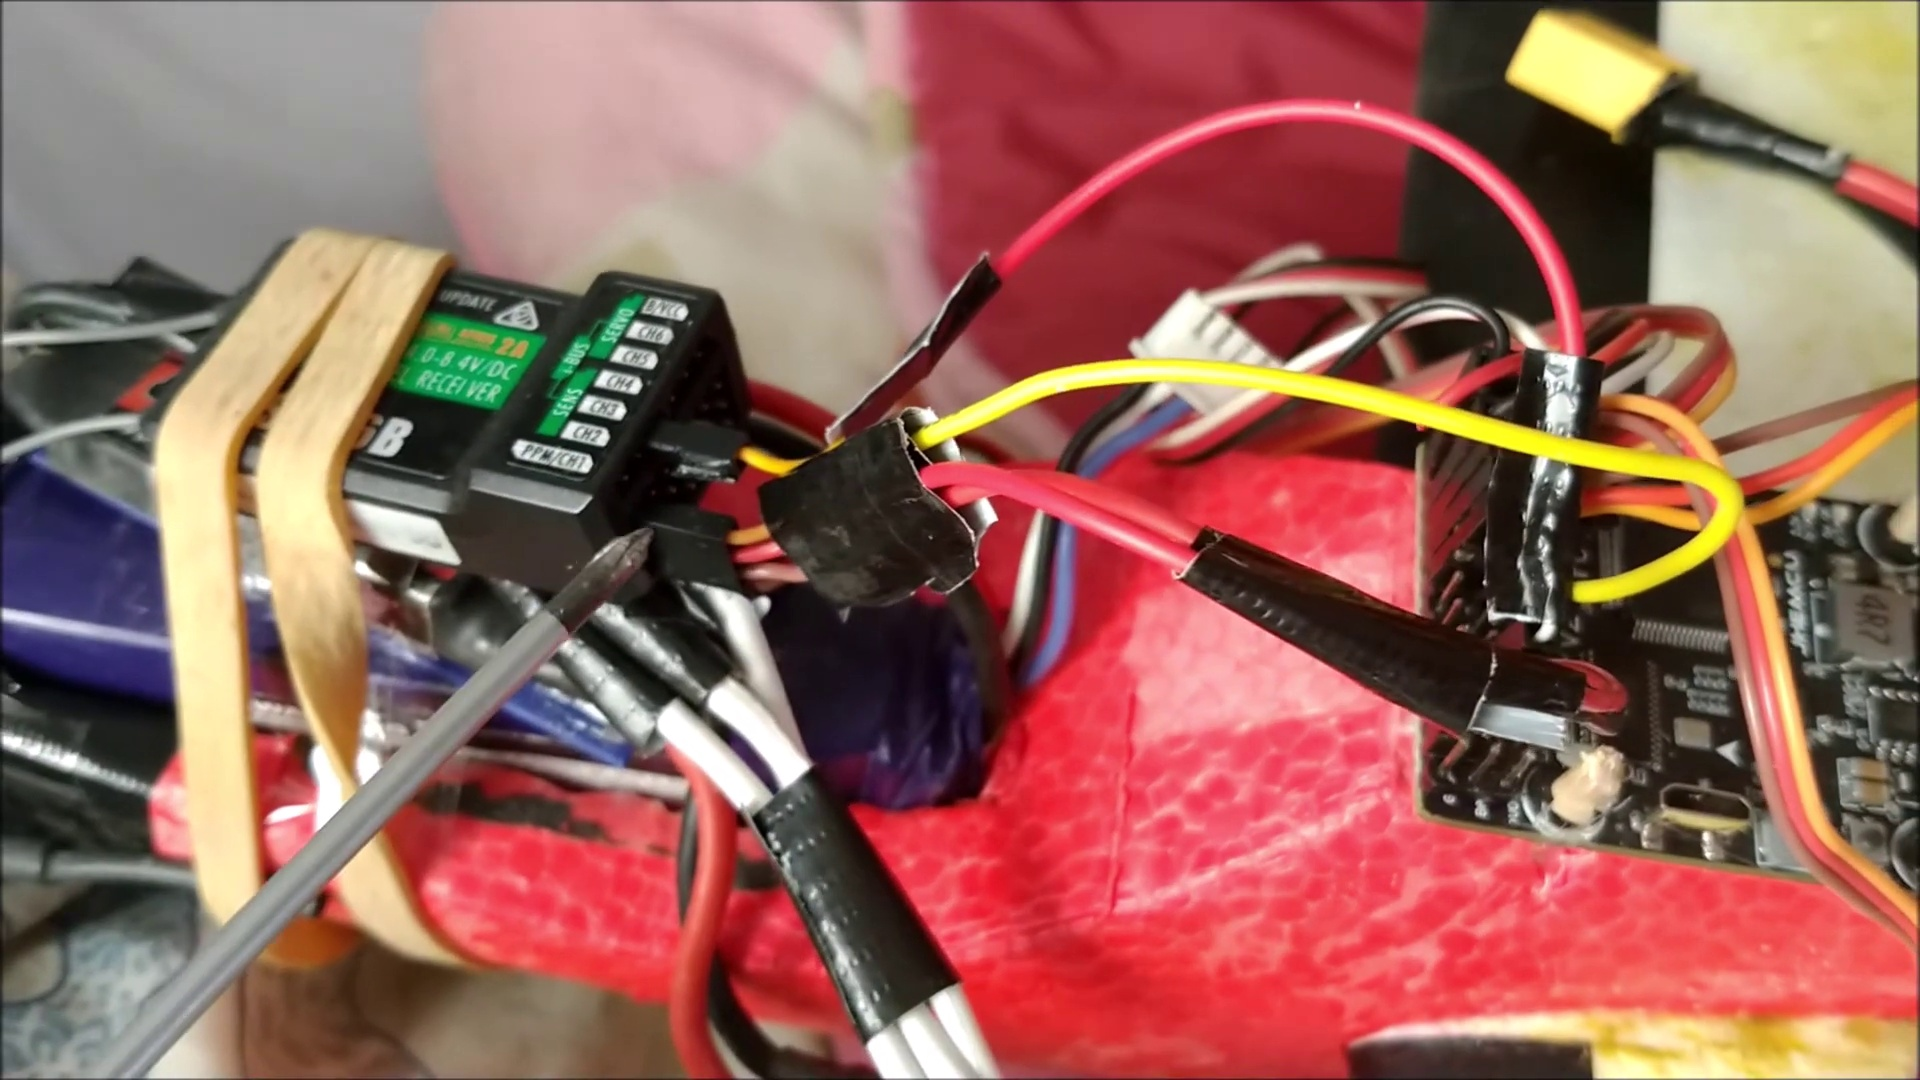 UPDATE
2A
.0-8.4V/DC
RECEIVER
6B
SERVO
i-BUS
SENS
B/VCC
CH6
CH5
CH4
CH3
CH2
PPM/CH1
4R7